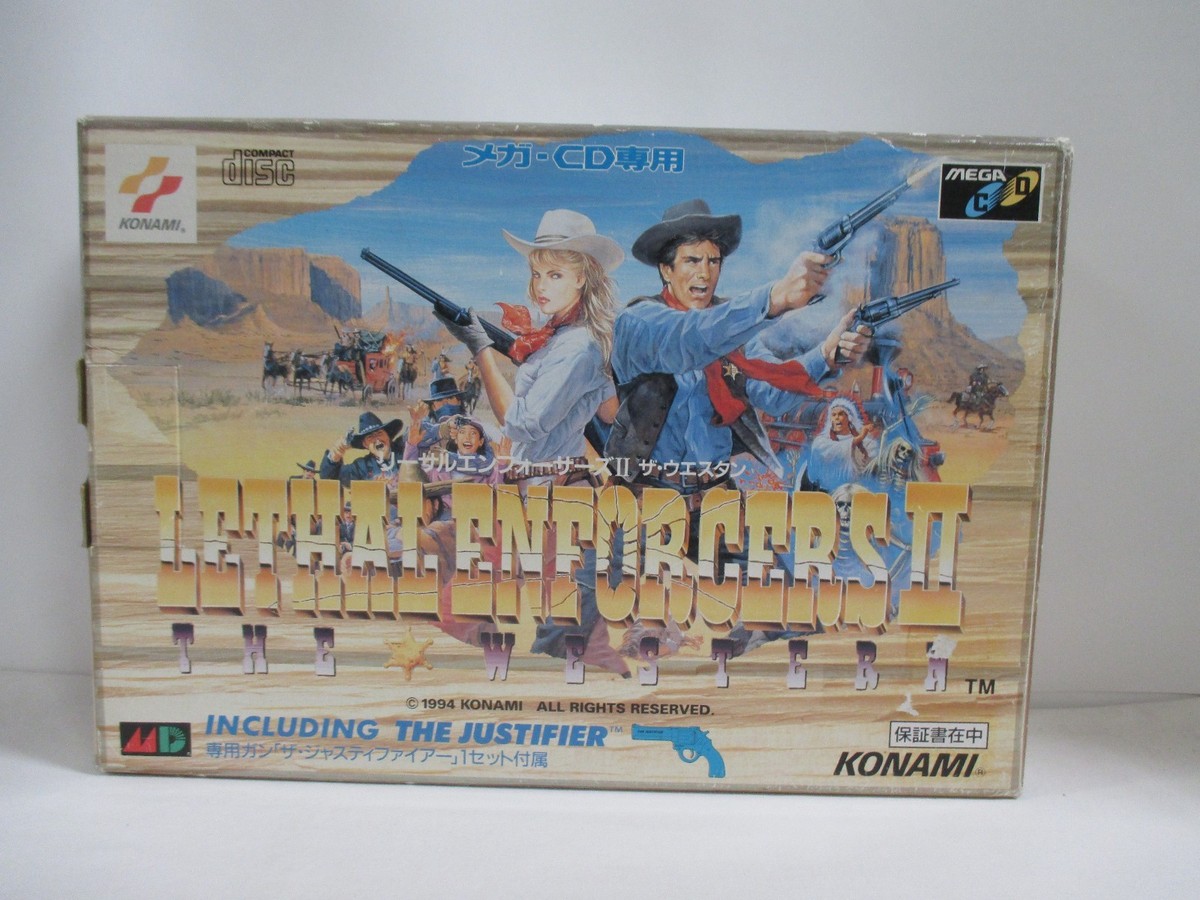 KONAMI®
COMPACT
disc
メガ-CD専用
MEGA
CD
リーサルエンフォーサーズII ザ・ウエスタン
LETHAL ENFORCERS II
THE WESTERN
TM
©1994 KONAMI ALL RIGHTS RESERVED.
MD
INCLUDING THE JUSTIFIER™
専用ガン「ザ・ジャスティファイアー」1セット付属
保証書在中
KONAMI®